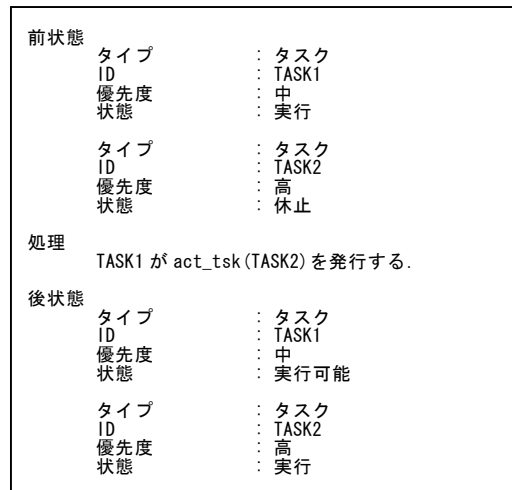 前状態
タイプ : タスク
ID : TASK1
優先度 : 中
状態 : 実行
タイプ : タスク
ID : TASK2
優先度 : 高
状態 : 休止
処理
TASK1 が act_tsk(TASK2)を発行する.
後状態
タイプ : タスク
ID : TASK1
優先度 : 中
状態 : 実行可能
タイプ : タスク
ID : TASK2
優先度 : 高
状態 : 実行